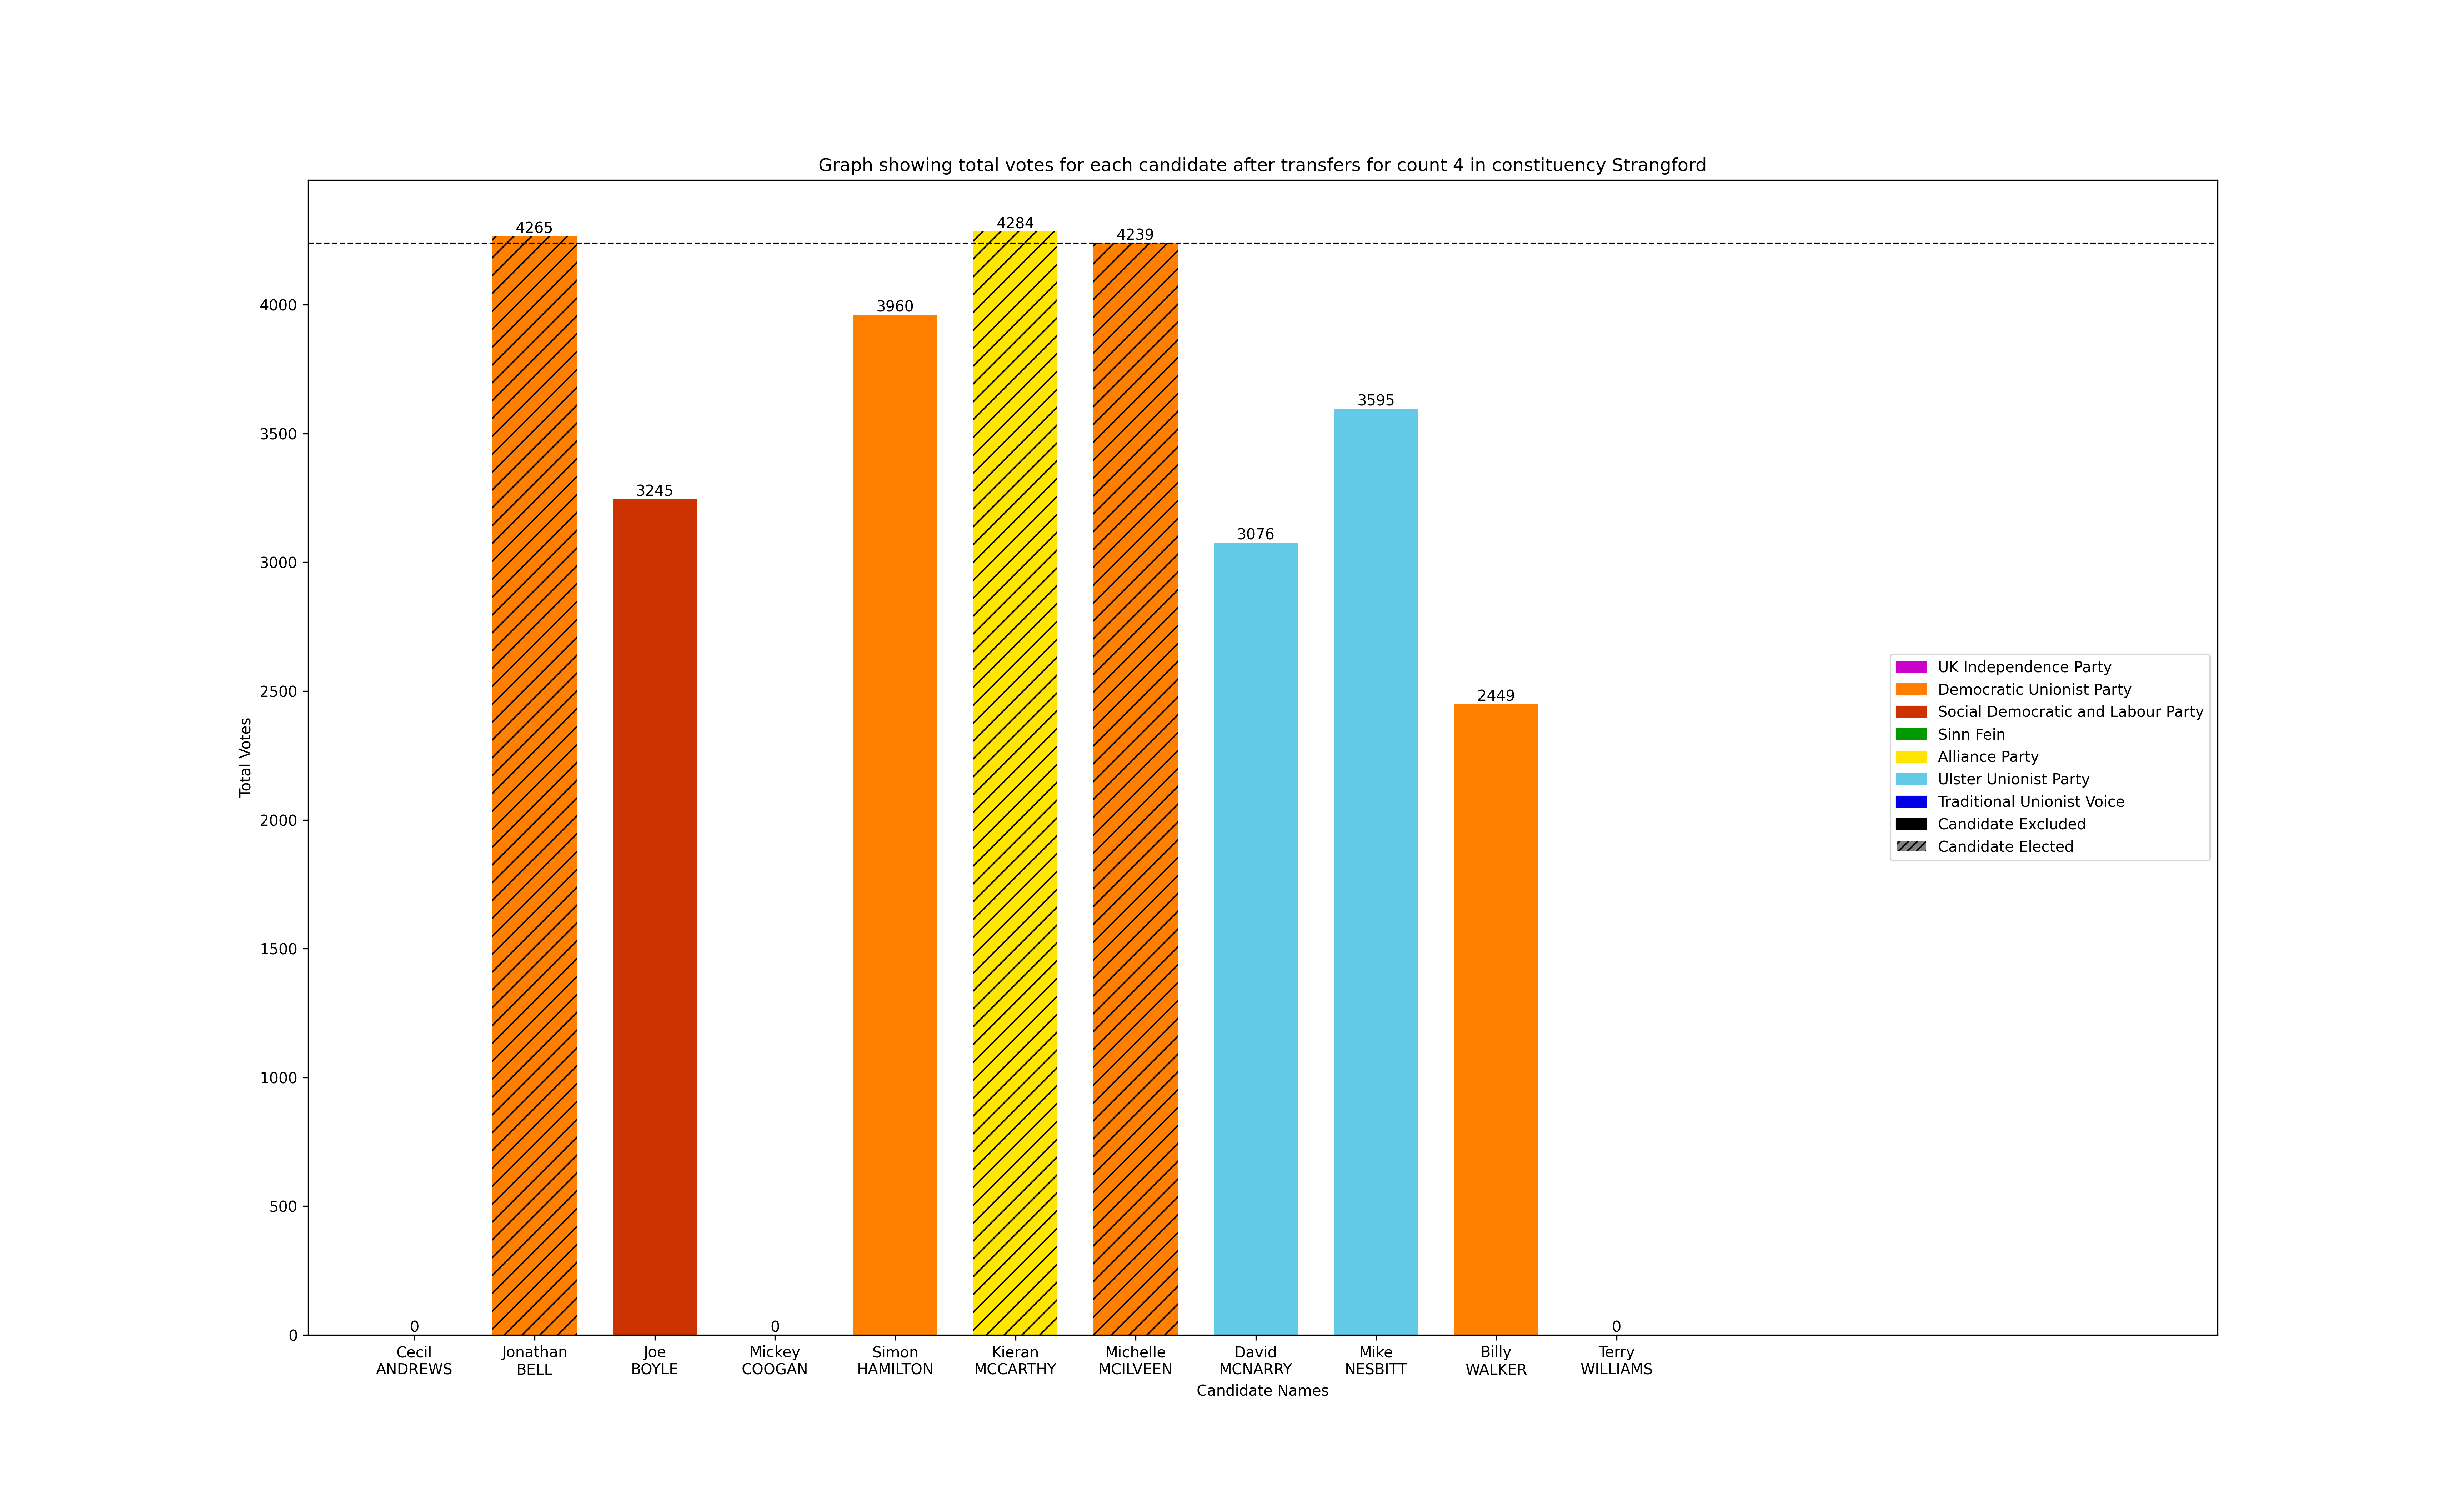 Graph showing total votes for each candidate after transfers for count 4 in constituency Strangford
4265
4284
4239
3960
3595
3245
3076
2449
0
0
0
4000
3500
3000
2500
2000
1500
1000
500
0
Total Votes
UK Independence Party
Democratic Unionist Party
Social Democratic and Labour Party
Sinn Fein
Alliance Party
Ulster Unionist Party
Traditional Unionist Voice
Candidate Excluded
Candidate Elected
Cecil
ANDREWS
Jonathan
BELL
Joe
BOYLE
Mickey
COOGAN
Simon
HAMILTON
Kieran
MCCARTHY
Michelle
MCILVEEN
David
MCNARRY
Mike
NESBITT
Billy
WALKER
Terry
WILLIAMS
Candidate Names